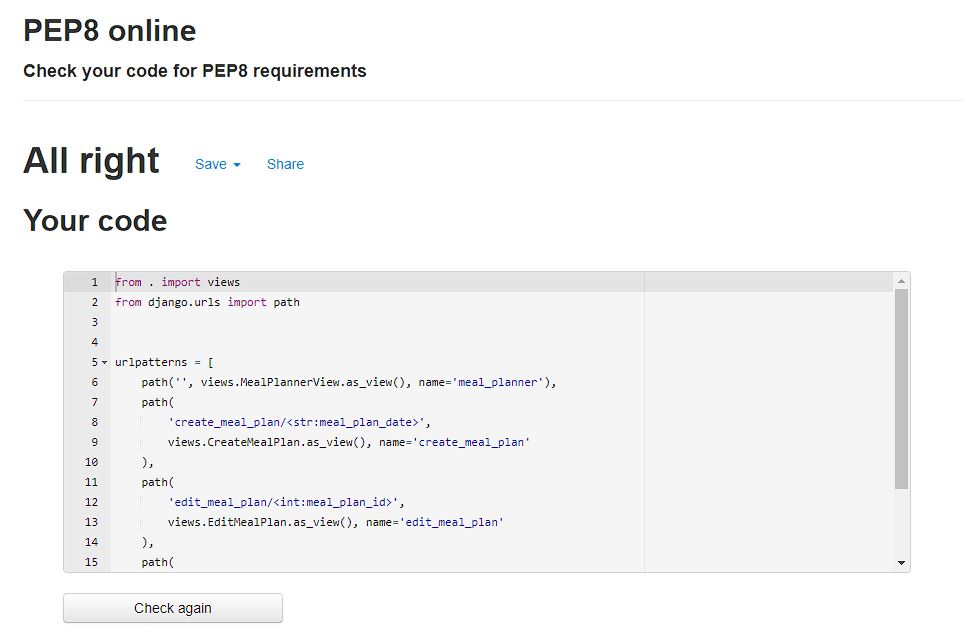 PEP8 online
Check your code for PEP8 requirements
All right Save Share
Your code
1 from . import views
2 from django.urls import path
3
4
5 urlpatterns = [
6 path('', views.MealPlannerView.as_view(), name='meal_planner'),
7 path(
8 'create_meal_plan/<str:meal_plan_date>',
9 views.CreateMealPlan.as_view(), name='create_meal_plan'
10 ),
11 path(
12 'edit_meal_plan/<int:meal_plan_id>',
13 views.EditMealPlan.as_view(), name='edit_meal_plan'
14 ),
15 path(
Check again